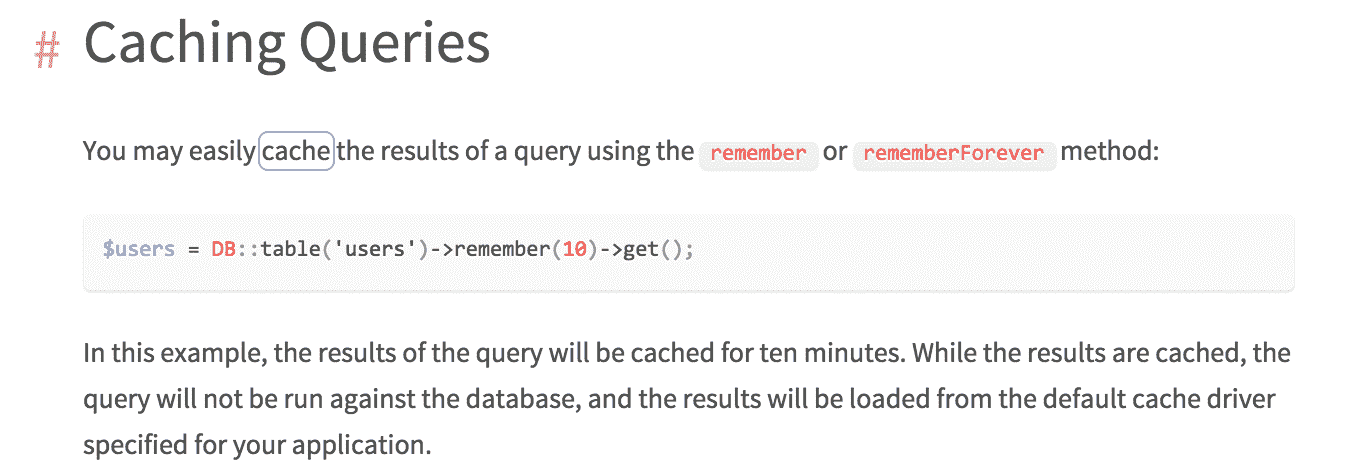 # Caching Queries
You may easily cache the results of a query using the remember or rememberForever method:
$users = DB::table('users')->remember(10)->get();
In this example, the results of the query will be cached for ten minutes. While the results are cached, the
query will not be run against the database, and the results will be loaded from the default cache driver
specified for your application.